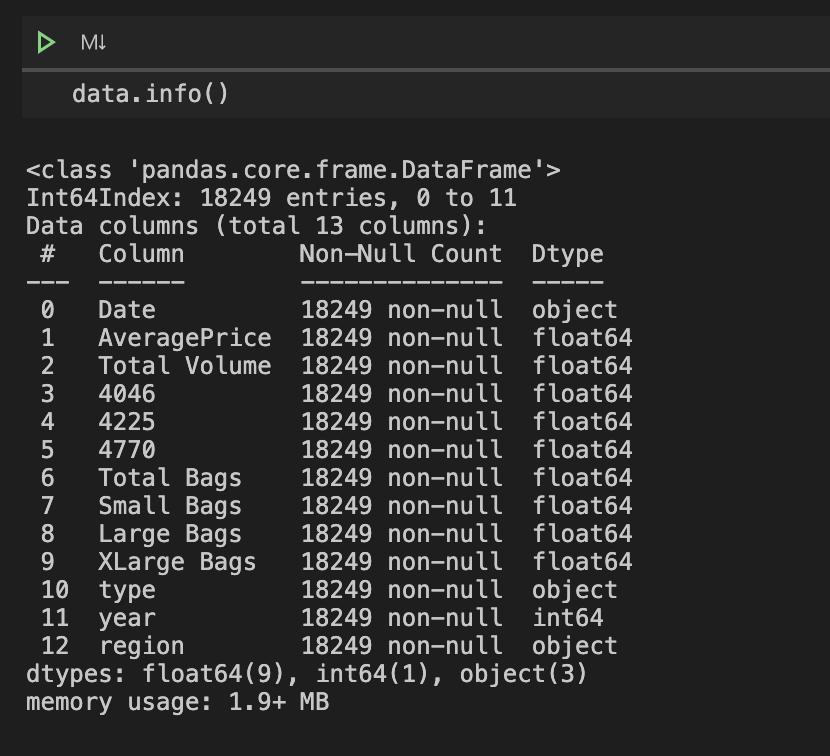 M↓
data.info()
<class 'pandas.core.frame.DataFrame'>
Int64Index: 18249 entries, 0 to 11
Data columns (total 13 columns):
 #   Column        Non-Null Count  Dtype
---  ------        --------------  -----
 0   Date          18249 non-null  object
 1   AveragePrice  18249 non-null  float64
 2   Total Volume  18249 non-null  float64
 3   4046          18249 non-null  float64
 4   4225          18249 non-null  float64
 5   4770          18249 non-null  float64
 6   Total Bags    18249 non-null  float64
 7   Small Bags    18249 non-null  float64
 8   Large Bags    18249 non-null  float64
 9   XLarge Bags   18249 non-null  float64
 10  type          18249 non-null  object
 11  year          18249 non-null  int64
 12  region        18249 non-null  object
dtypes: float64(9), int64(1), object(3)
memory usage: 1.9+ MB